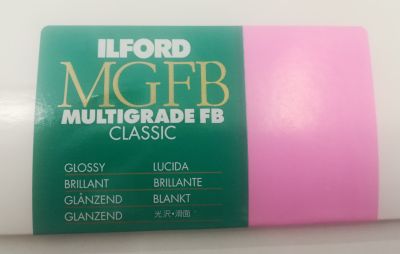 ILFORD
MGFB
MULTIGRADE FB
CLASSIC
GLOSSY LUCIDA
BRILLANT BRILLANTE
GLÄNZEND BLANKT
GLANZEND 光沢・滑面